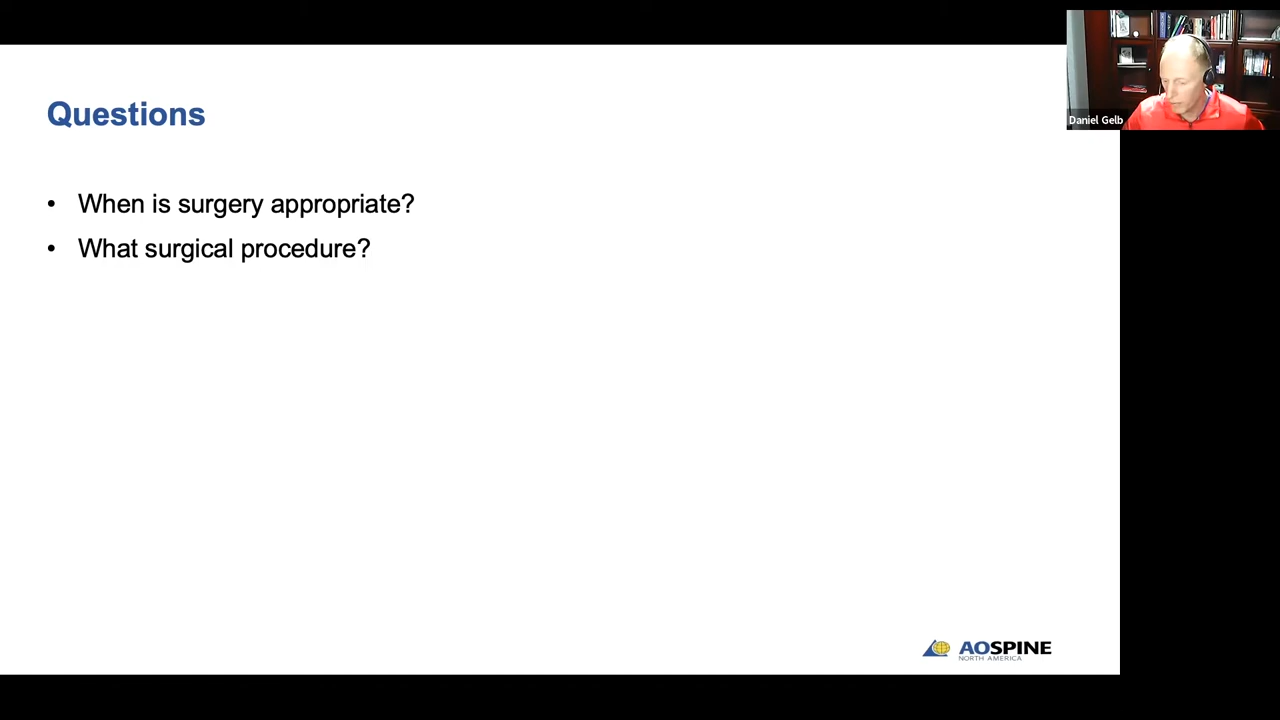 Questions
• When is surgery appropriate?
• What surgical procedure?
Daniel Gelb
AOSPINE
NORTH AMERICA